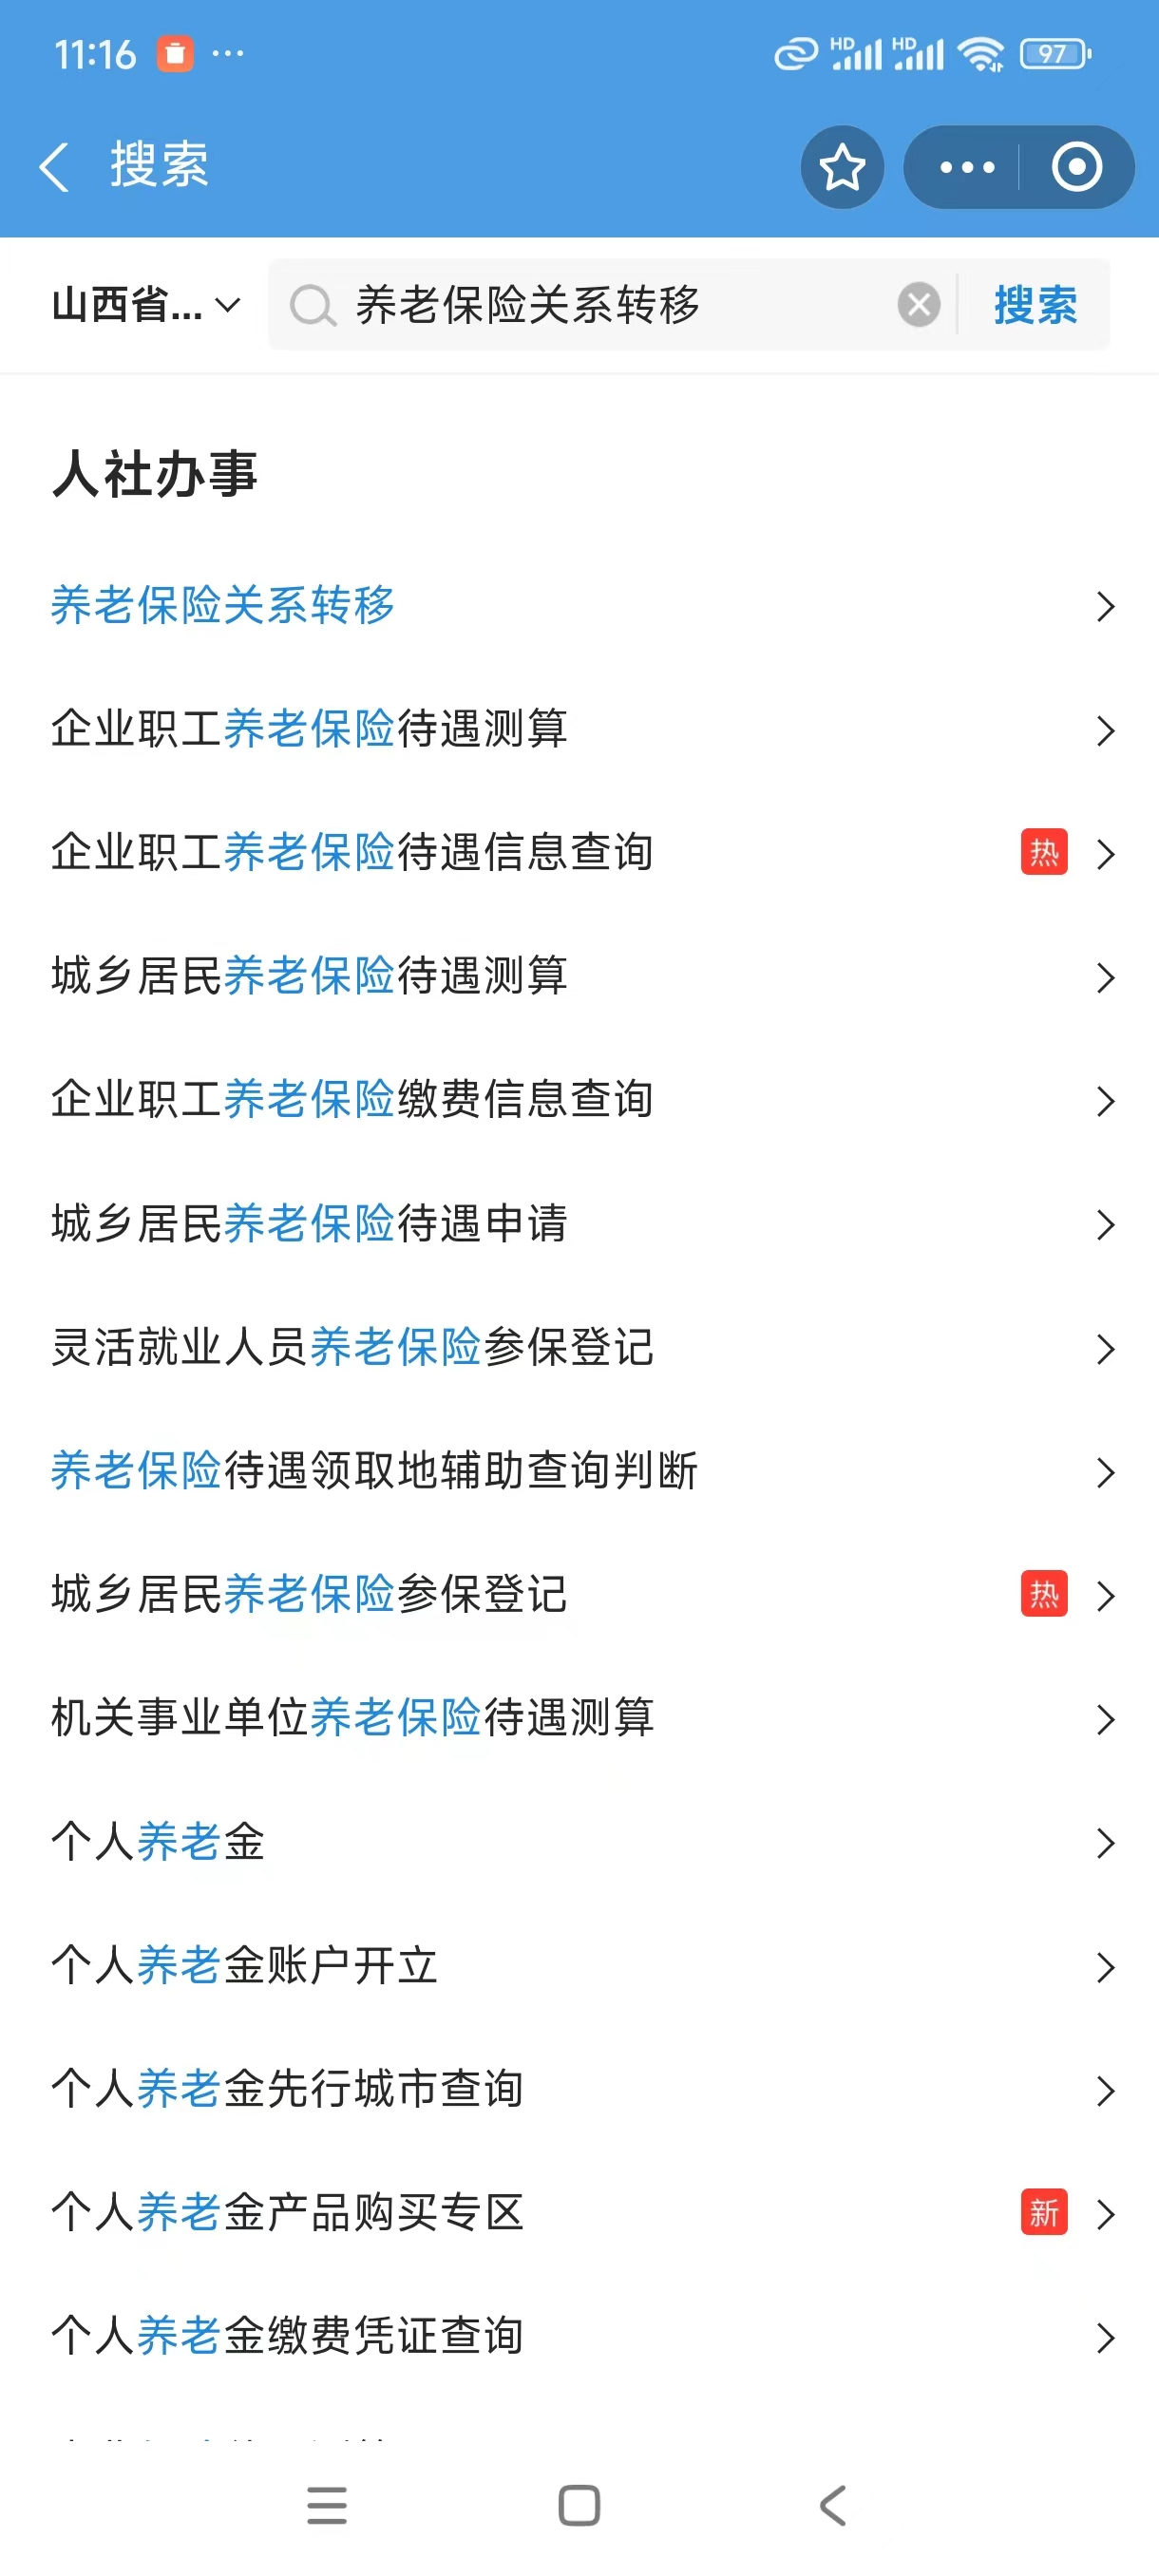 11:16 ...
HD HD 97
搜索
山西省... 养老保险关系转移 搜索
人社办事
养老保险关系转移
企业职工养老保险待遇测算
企业职工养老保险待遇信息查询 热
城乡居民养老保险待遇测算
企业职工养老保险缴费信息查询
城乡居民养老保险待遇申请
灵活就业人员养老保险参保登记
养老保险待遇领取地辅助查询判断
城乡居民养老保险参保登记 热
机关事业单位养老保险待遇测算
个人养老金
个人养老金账户开立
个人养老金先行城市查询
个人养老金产品购买专区 新
个人养老金缴费凭证查询